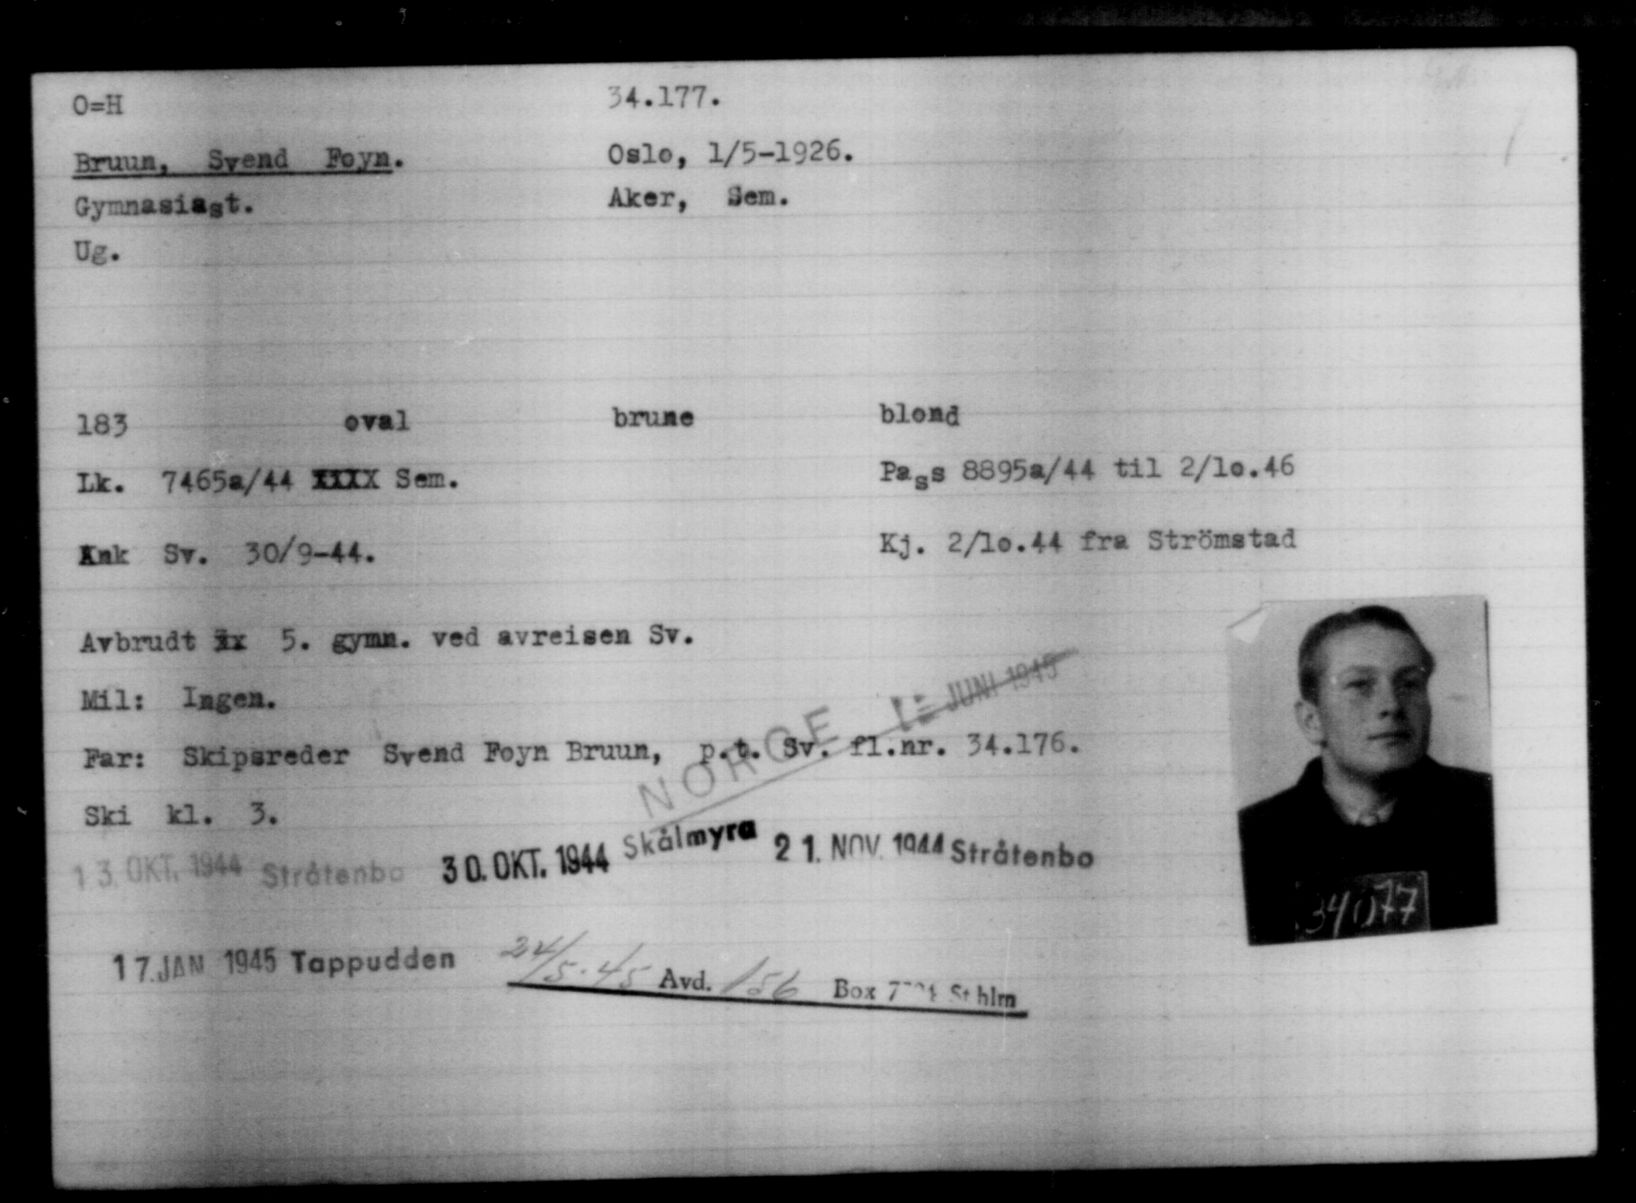 O=H 34.177.
Bruun, Svend Foyn. Oslo, 1/5-1926.
Gymnasiast. Aker, Sem.
Ug.
183 oval brune blond
Lk. 7465a/44 XXXX Sem. Pass 8895a/44 til 2/10.46
Ank Sv. 30/9-44. Kj. 2/10.44 fra Strömstad
Avbrudt xx 5. gymn. ved avreisen Sv.
Mil: Ingen.
NORGE JUNI 1945
Far: Skipsreder Svend Foyn Bruun, p.t. Sv. fl.nr. 34.176.
Ski kl. 3.
13. OKT. 1944 Stråtenbo 30. OKT. 1944 Skålmyra 21. NOV. 1944 Stråtenbo
34077
17. JAN 1945 Tappudden 24/5-45 Avd. 156 Box Sthlm